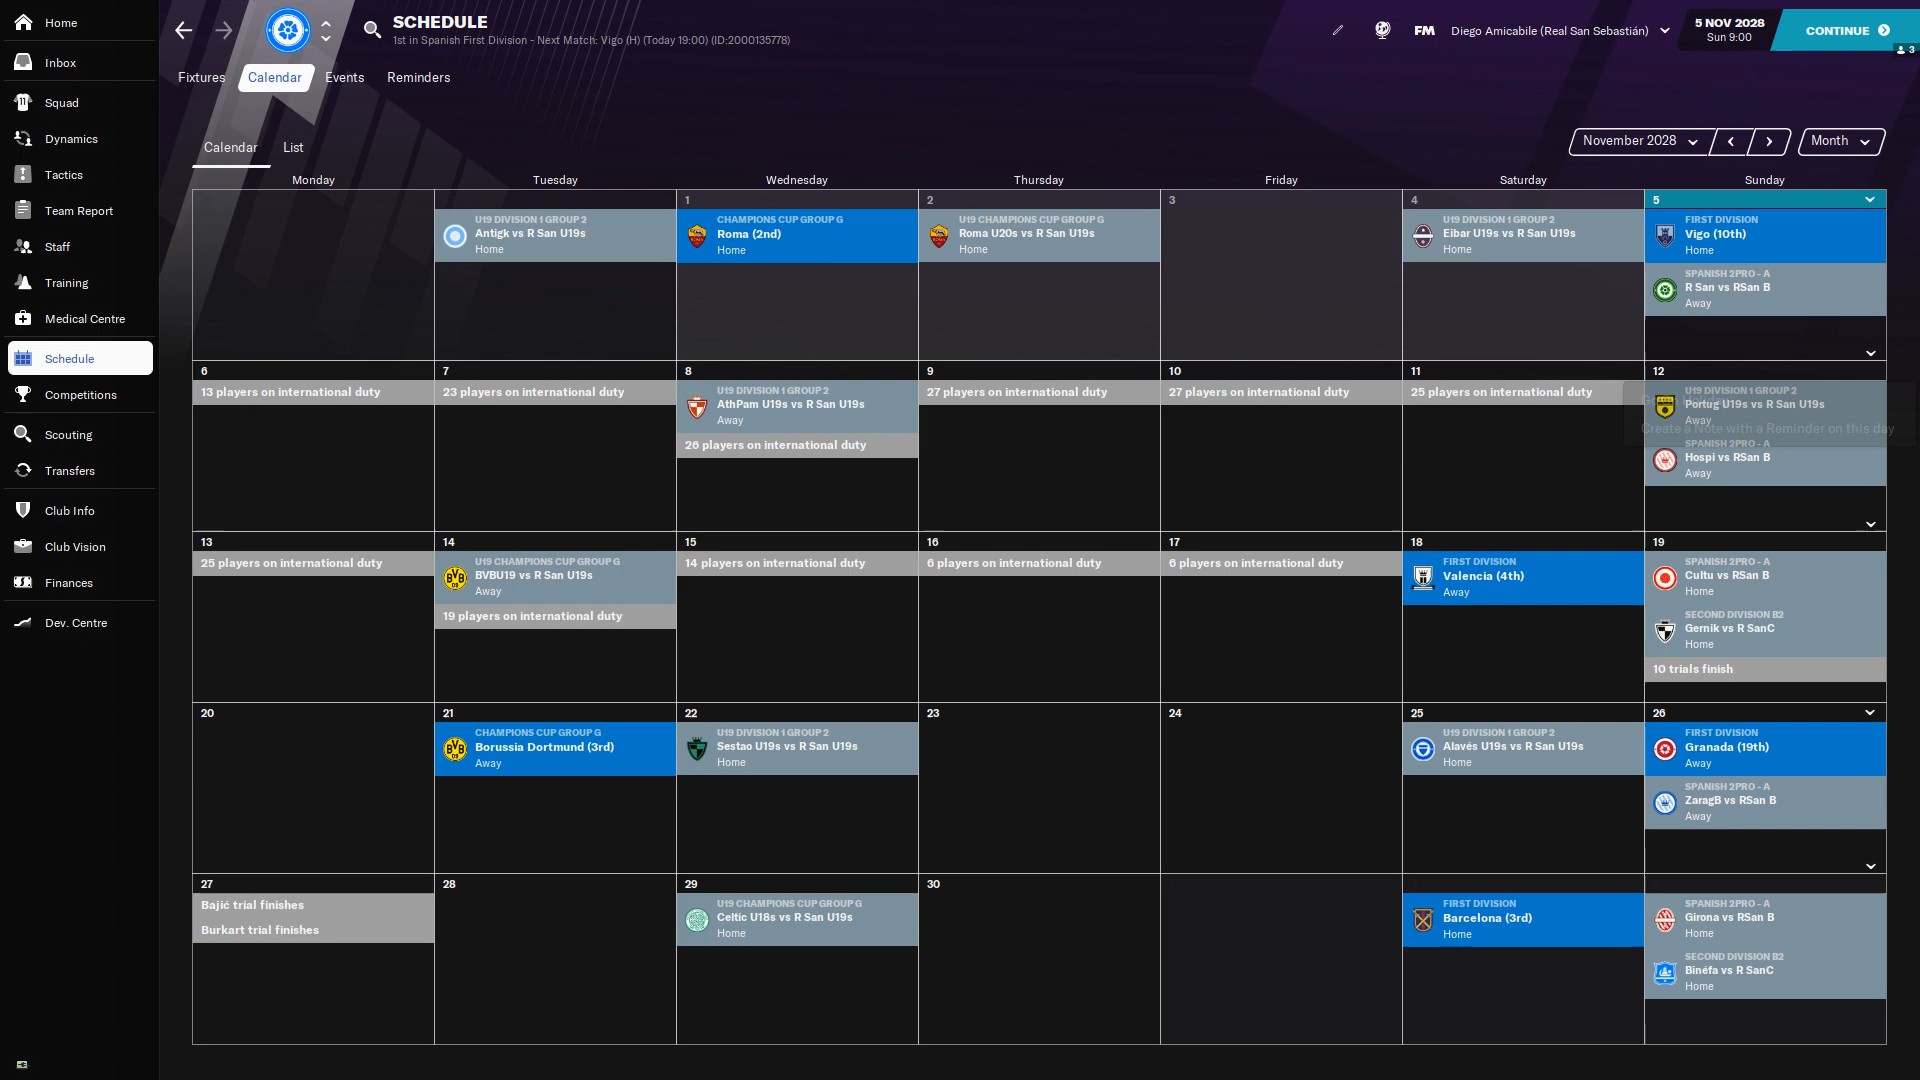 Home
Inbox
Squad
Dynamics
Tactics
Team Report
Staff
Training
Medical Centre
Schedule
Competitions
Scouting
Transfers
Club Info
Club Vision
Finances
Dev. Centre
SCHEDULE
1st in Spanish First Division - Next Match: Vigo (H) (Today 19:00) (ID:2000135778)
FM
Diego Amicabile (Real San Sebastián)
5 NOV 2028
Sun 9:00
CONTINUE
3
Fixtures
Calendar
Events
Reminders
Calendar
List
November 2028
Month
Monday
Tuesday
Wednesday
Thursday
Friday
Saturday
Sunday
U19 DIVISION 1 GROUP 2
Antigk vs R San U19s
Home
1
CHAMPIONS CUP GROUP G
Roma (2nd)
Home
2
U19 CHAMPIONS CUP GROUP G
Roma U20s vs R San U19s
Home
3
4
U19 DIVISION 1 GROUP 2
Eibar U19s vs R San U19s
Home
5
FIRST DIVISION
Vigo (10th)
Home
SPANISH 2PRO - A
R San vs RSan B
Away
6
13 players on international duty
7
23 players on international duty
8
U19 DIVISION 1 GROUP 2
AthPam U19s vs R San U19s
Away
26 players on international duty
9
27 players on international duty
10
27 players on international duty
11
25 players on international duty
12
U19 DIVISION 1 GROUP 2
Portug U19s vs R San U19s
Away
Create a Note with a Reminder on this day
SPANISH 2PRO - A
Hospi vs RSan B
Away
13
25 players on international duty
14
U19 CHAMPIONS CUP GROUP G
BVBU19 vs R San U19s
Away
19 players on international duty
15
14 players on international duty
16
6 players on international duty
17
6 players on international duty
18
FIRST DIVISION
Valencia (4th)
Away
19
SPANISH 2PRO - A
Cultu vs RSan B
Home
SECOND DIVISION B2
Gernik vs R SanC
Home
10 trials finish
20
21
CHAMPIONS CUP GROUP G
Borussia Dortmund (3rd)
Away
22
U19 DIVISION 1 GROUP 2
Sestao U19s vs R San U19s
Home
23
24
25
U19 DIVISION 1 GROUP 2
Alavés U19s vs R San U19s
Home
26
FIRST DIVISION
Granada (19th)
Away
SPANISH 2PRO - A
ZaragB vs RSan B
Away
27
Bajić trial finishes
Burkart trial finishes
28
29
U19 CHAMPIONS CUP GROUP G
Celtic U18s vs R San U19s
Home
30
FIRST DIVISION
Barcelona (3rd)
Home
SPANISH 2PRO - A
Girona vs RSan B
Home
SECOND DIVISION B2
Binéfa vs R SanC
Home